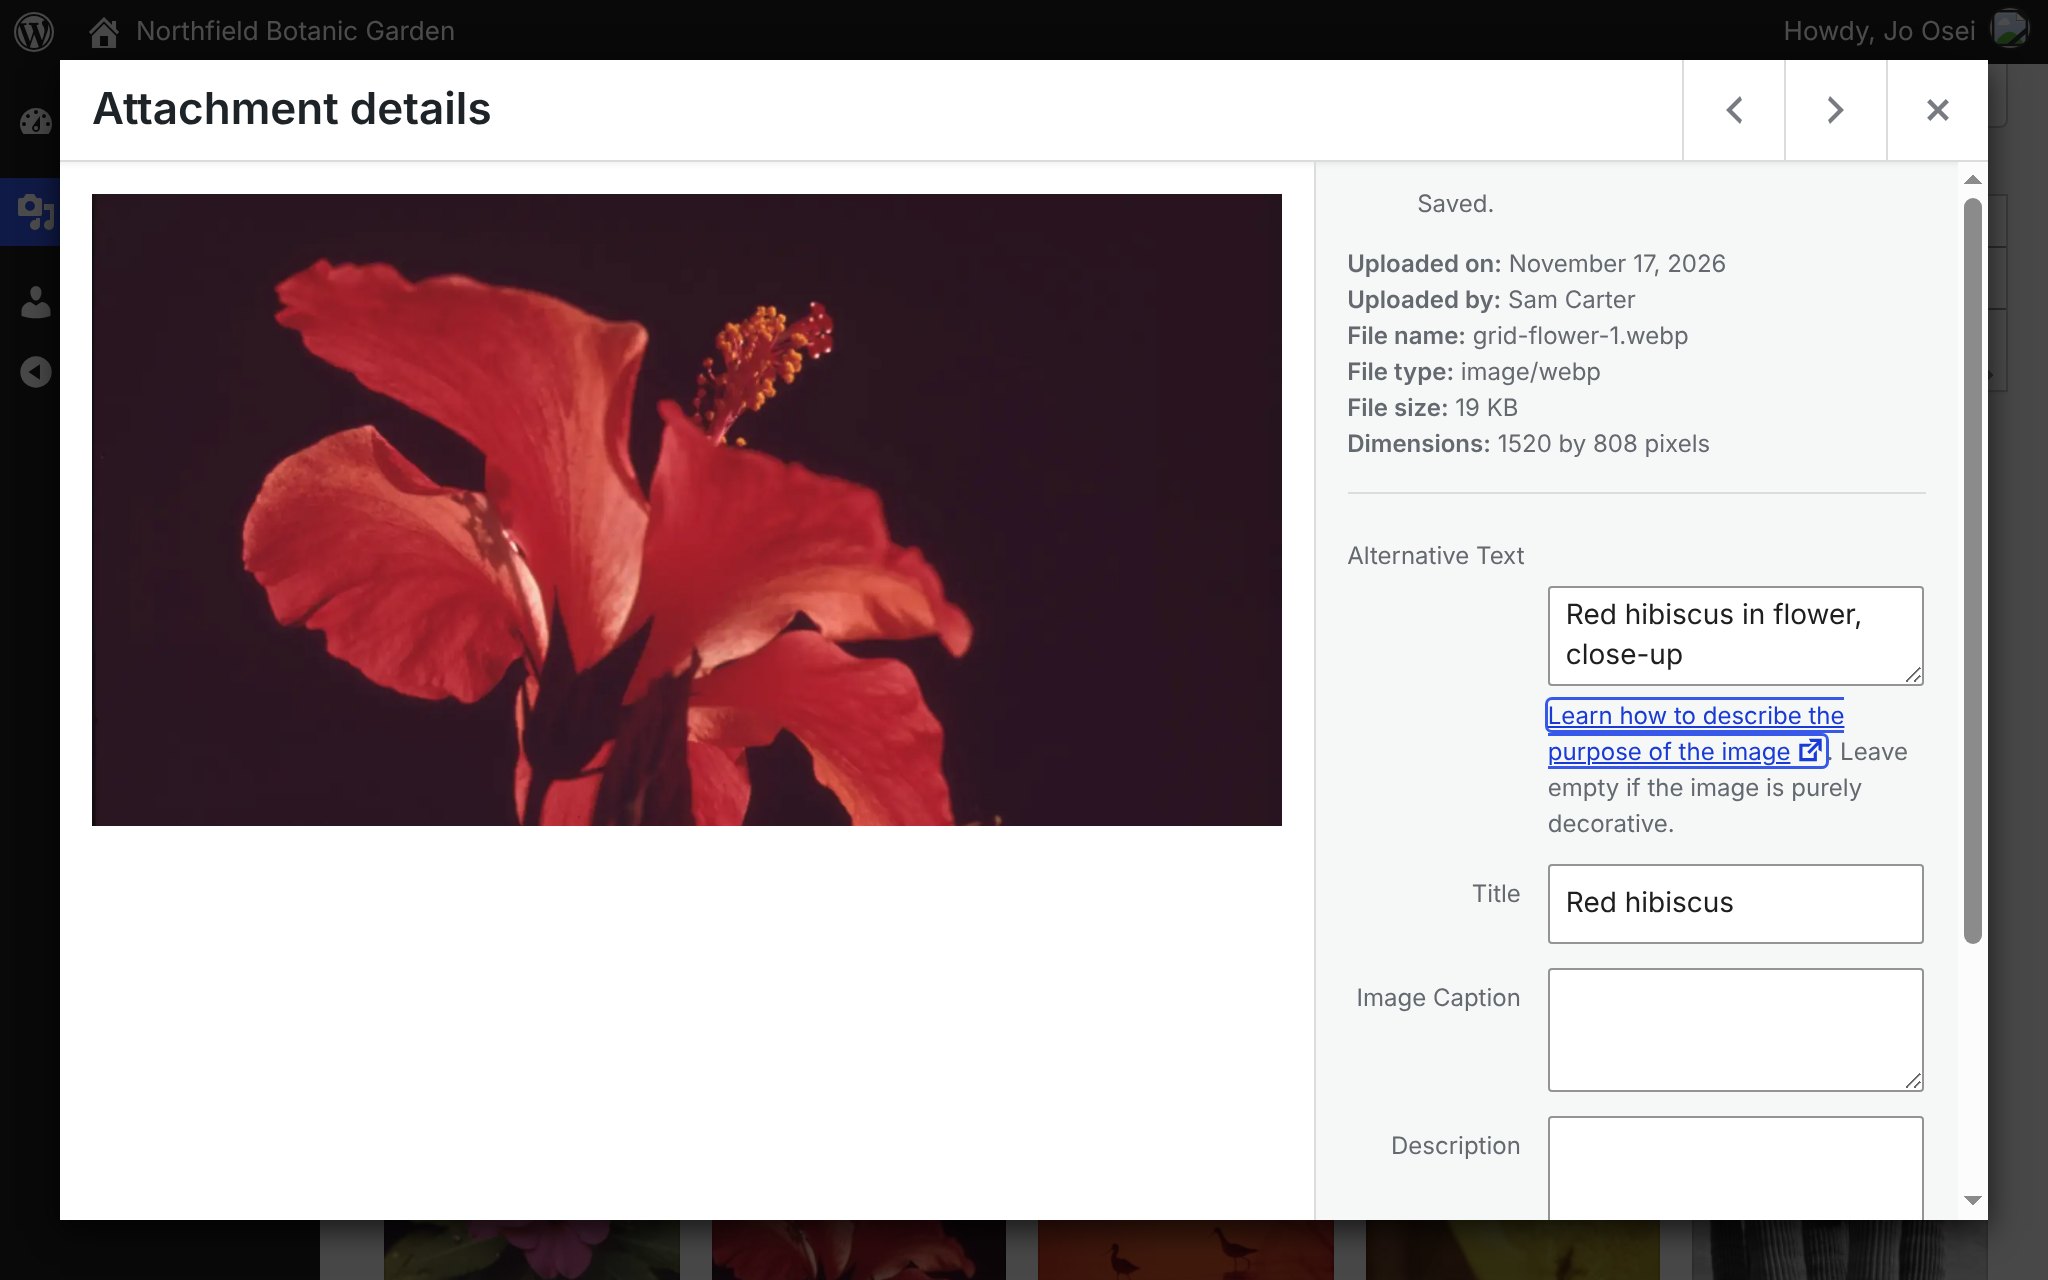 Northfield Botanic Garden
Howdy, Jo Osei
Attachment details
Saved.
Uploaded on: November 17, 2026
Uploaded by: Sam Carter
File name: grid-flower-1.webp
File type: image/webp
File size: 19 KB
Dimensions: 1520 by 808 pixels
Alternative Text
Red hibiscus in flower,
close-up
Learn how to describe the
purpose of the image. Leave
empty if the image is purely
decorative.
Title
Red hibiscus
Image Caption
Description